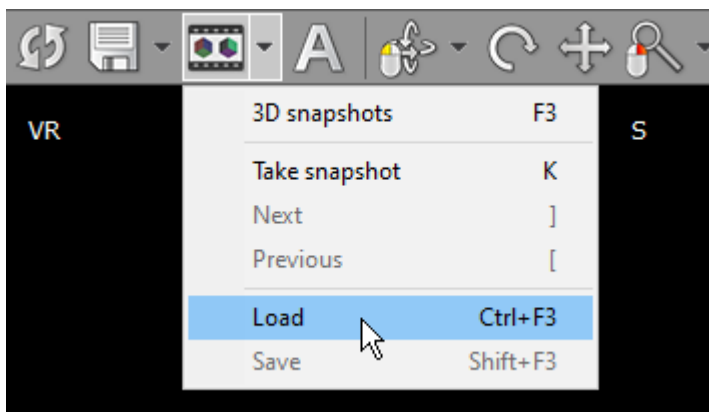 A
VR
S
3D snapshots F3
Take snapshot K
Next ]
Previous [
Load Ctrl+F3
Save Shift+F3